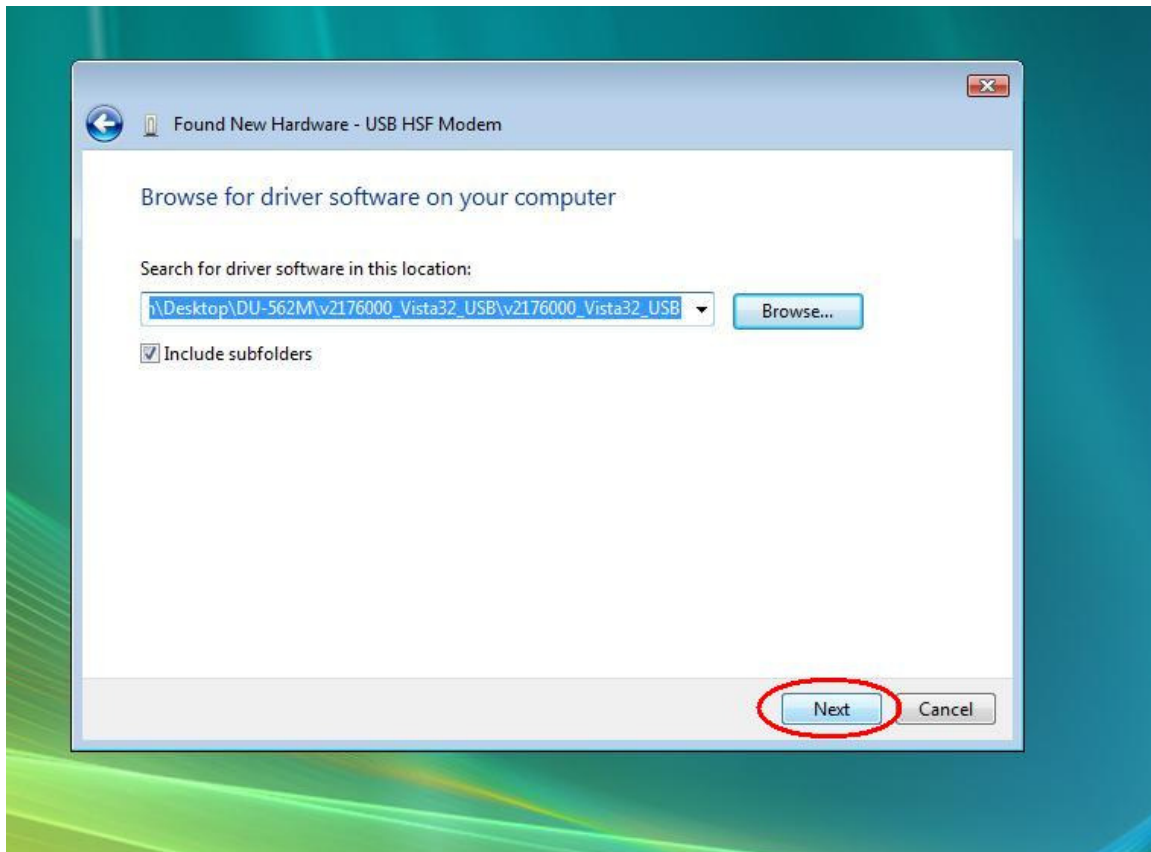 Found New Hardware - USB HSF Modem
Browse for driver software on your computer
Search for driver software in this location:
\Desktop\DU-562M\v2176000_Vista32_USB\v2176000_Vista32_USB
Browse...
Include subfolders
Next
Cancel